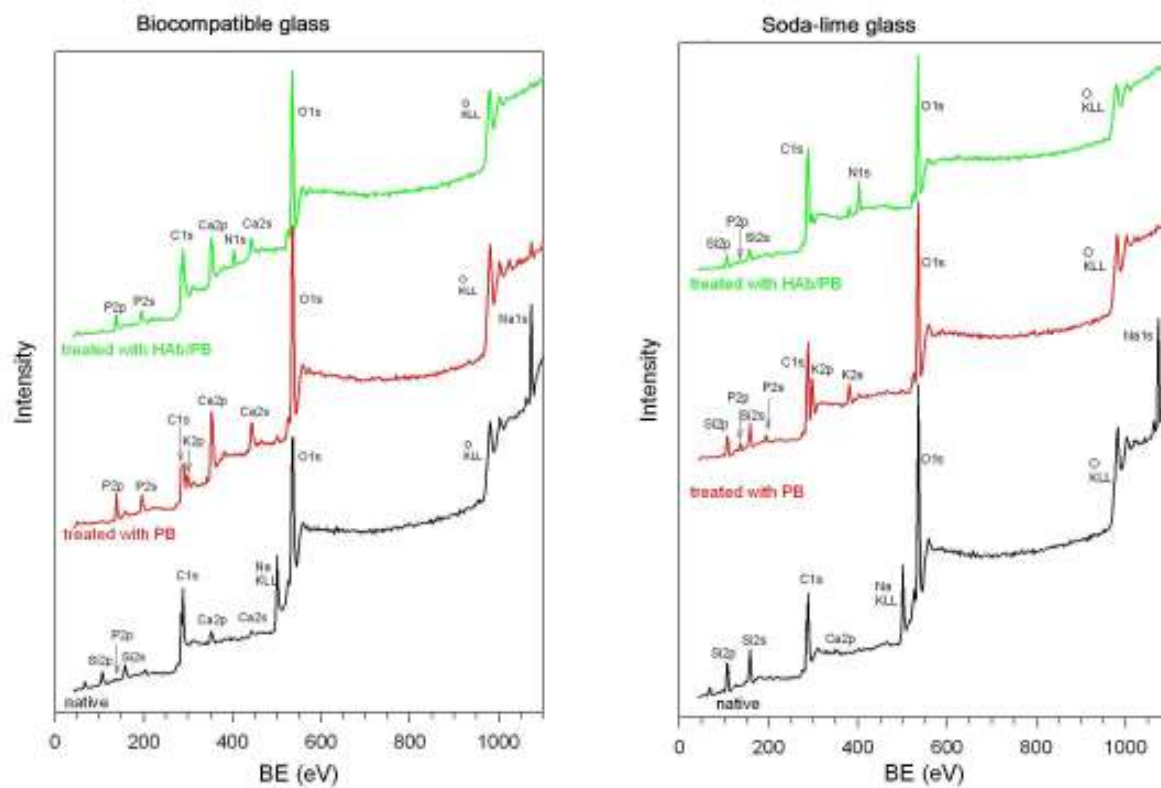 Biocompatible glass
O1s
O
KLL
C1s
Ca2p
N1s
Ca2s
P2p
P2s
treated with HAb/PB
O1s
O
KLL
Na1s
C1s
K2p
Ca2p
Ca2s
P2p
P2s
treated with PB
O1s
O
KLL
Na
KLL
C1s
Ca2p
Ca2s
P2p
Si2p
Si2s
native
Intensity
0
200
400
600
800
1000
BE (eV)
Soda-lime glass
O1s
O
KLL
C1s
N1s
P2p
Si2p
Si2s
treated with HAb/PB
O1s
O
KLL
Na1s
C1s
K2p
K2s
P2s
P2p
Si2p
Si2s
treated with PB
O1s
O
KLL
Na
KLL
C1s
Ca2p
Si2p
Si2s
native
Intensity
0
200
400
600
800
1000
BE (eV)